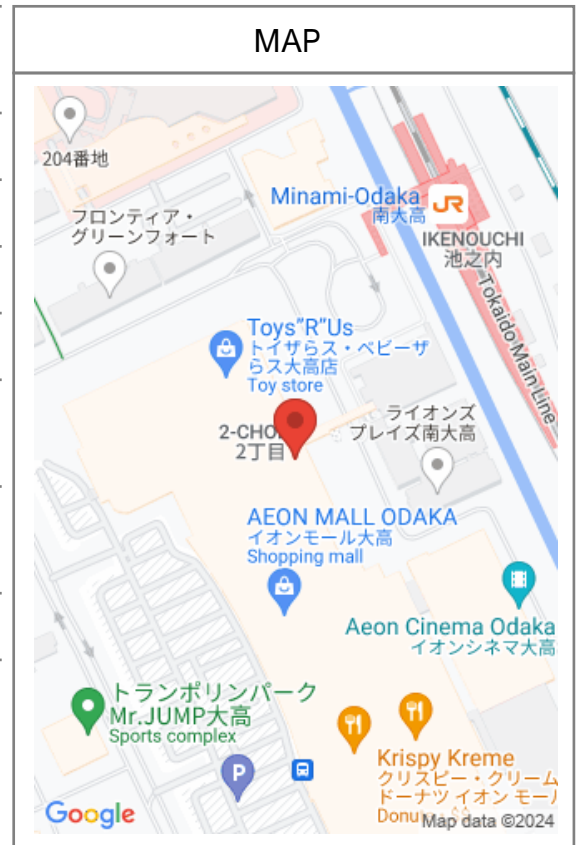 MAP
204番地
Minami-Odaka
南大高
JR
フロンティア・
グリーンフォート
IKENOUCHI
池之内
Tokaido Main Line
Toys"R"Us
トイザらス・ベビーザ
らス大高店
Toy store
2-CHO
2丁目
ライオンズ
プレイズ南大高
AEON MALL ODAKA
イオンモール大高
Shopping mall
Aeon Cinema Odaka
イオンシネマ大高
トランポリンパーク
Mr.JUMP大高
Sports complex
P
Krispy Kreme
クリスピー・クリーム
ドーナツ イオン モール
Google
Map data ©2024